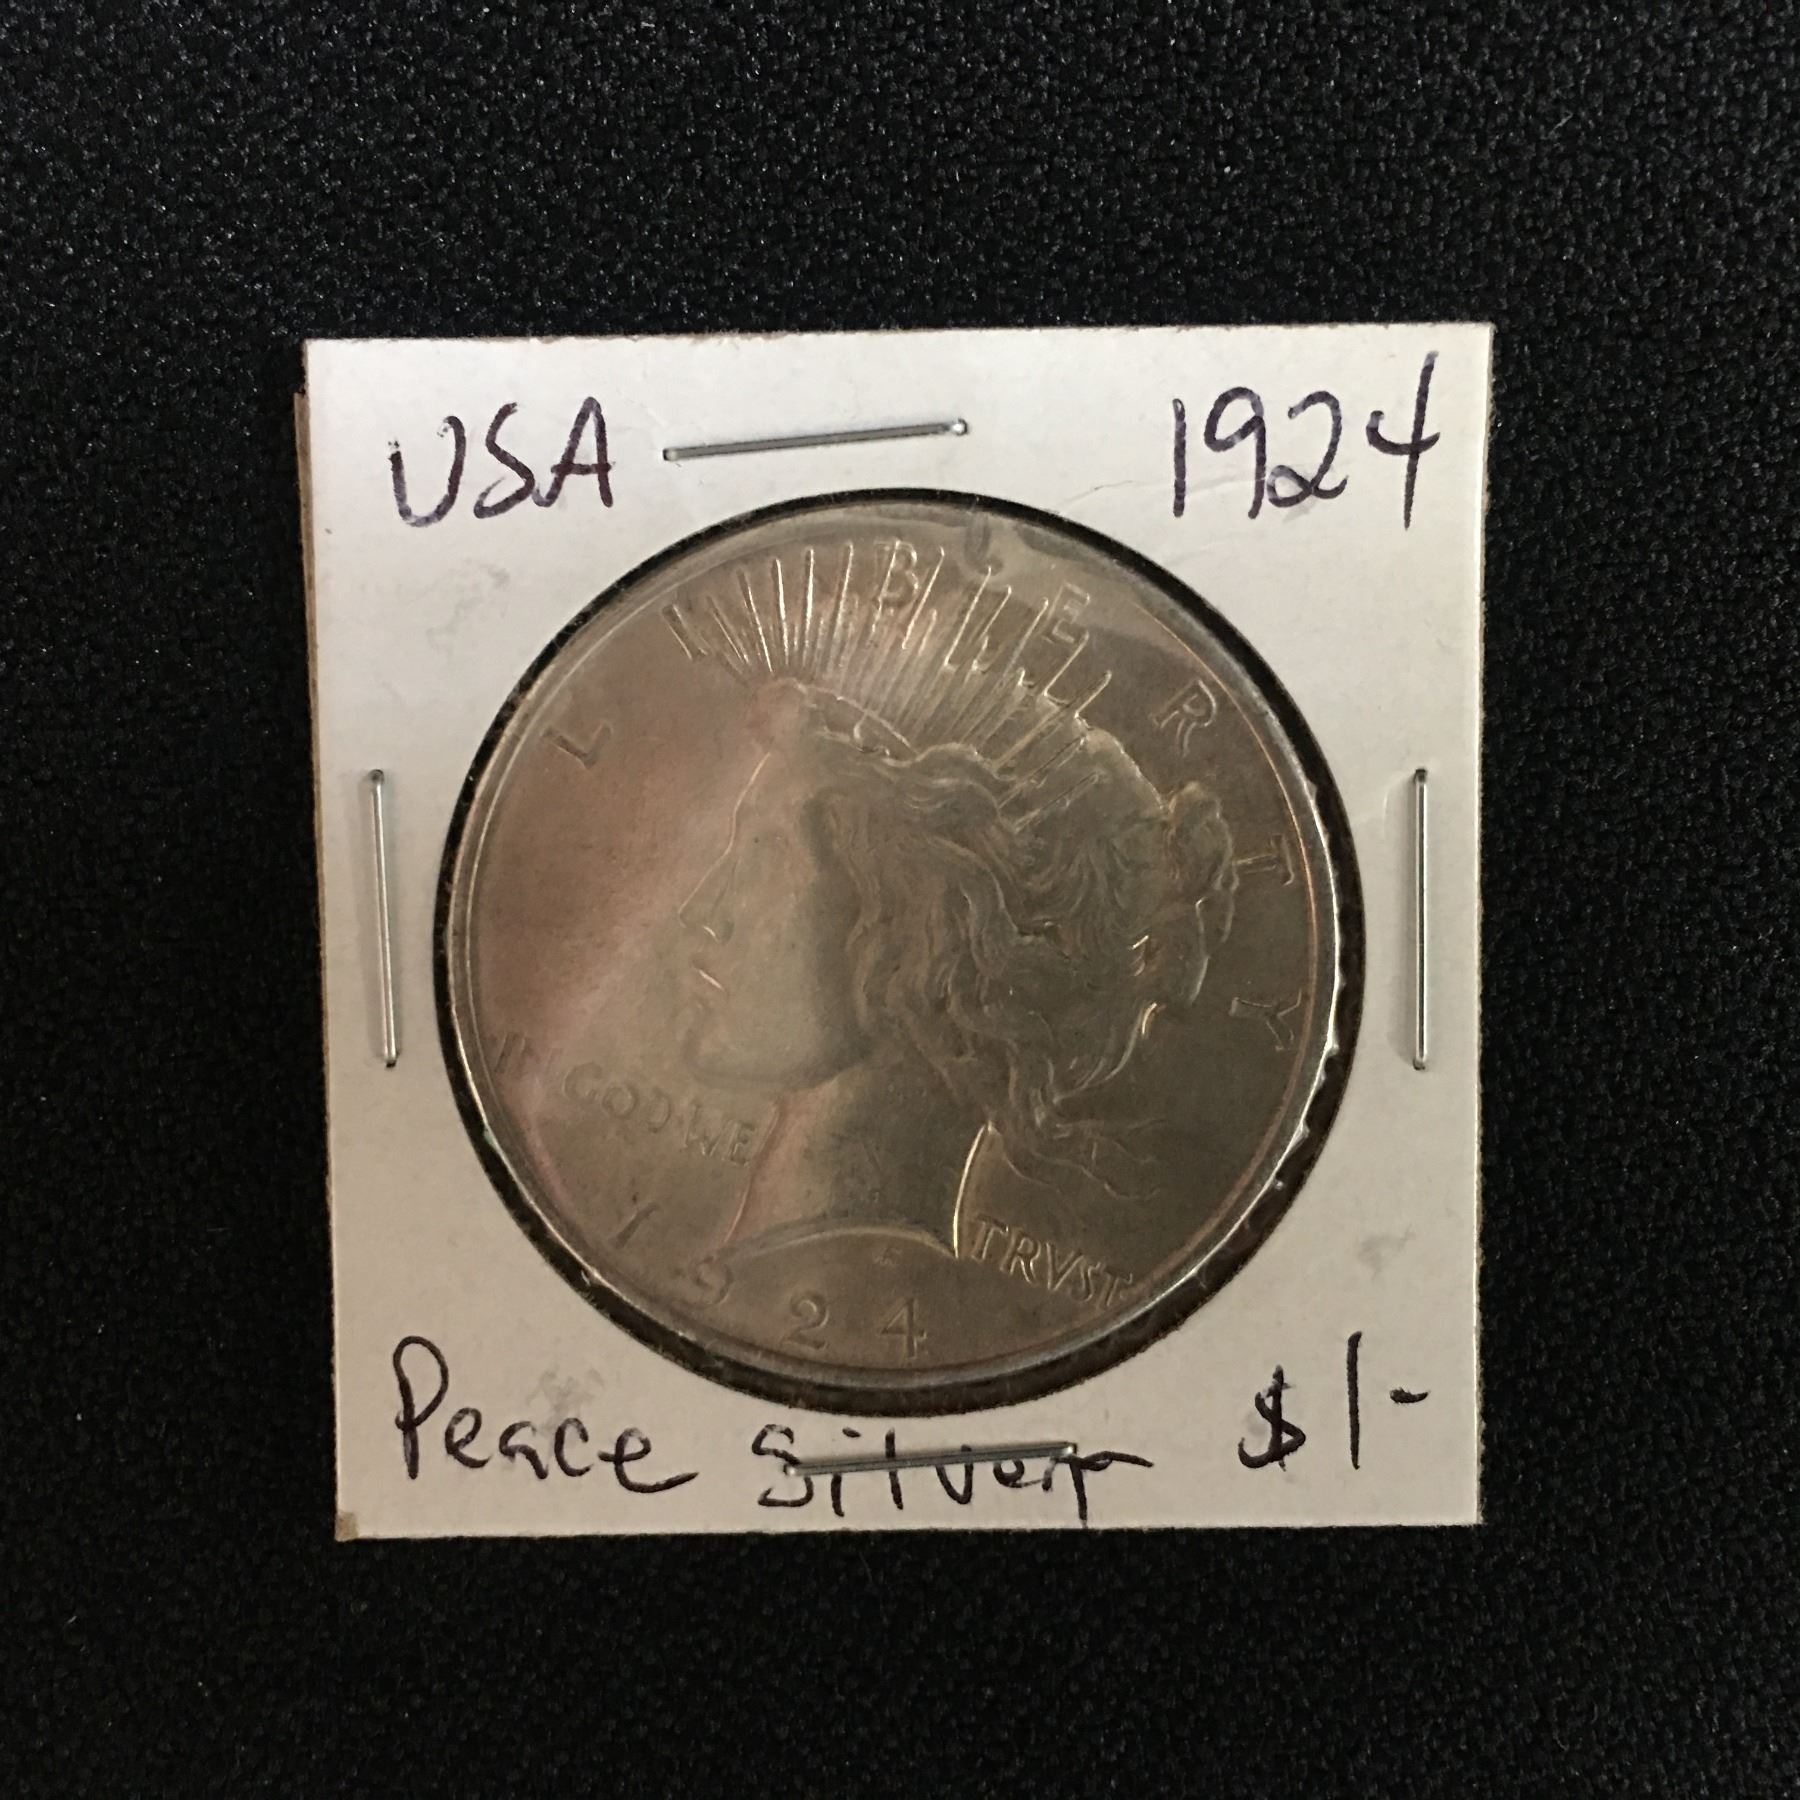 USA 1924
LIBERTY
IN GOD WE TRVST
1924
Peace Silver $1-